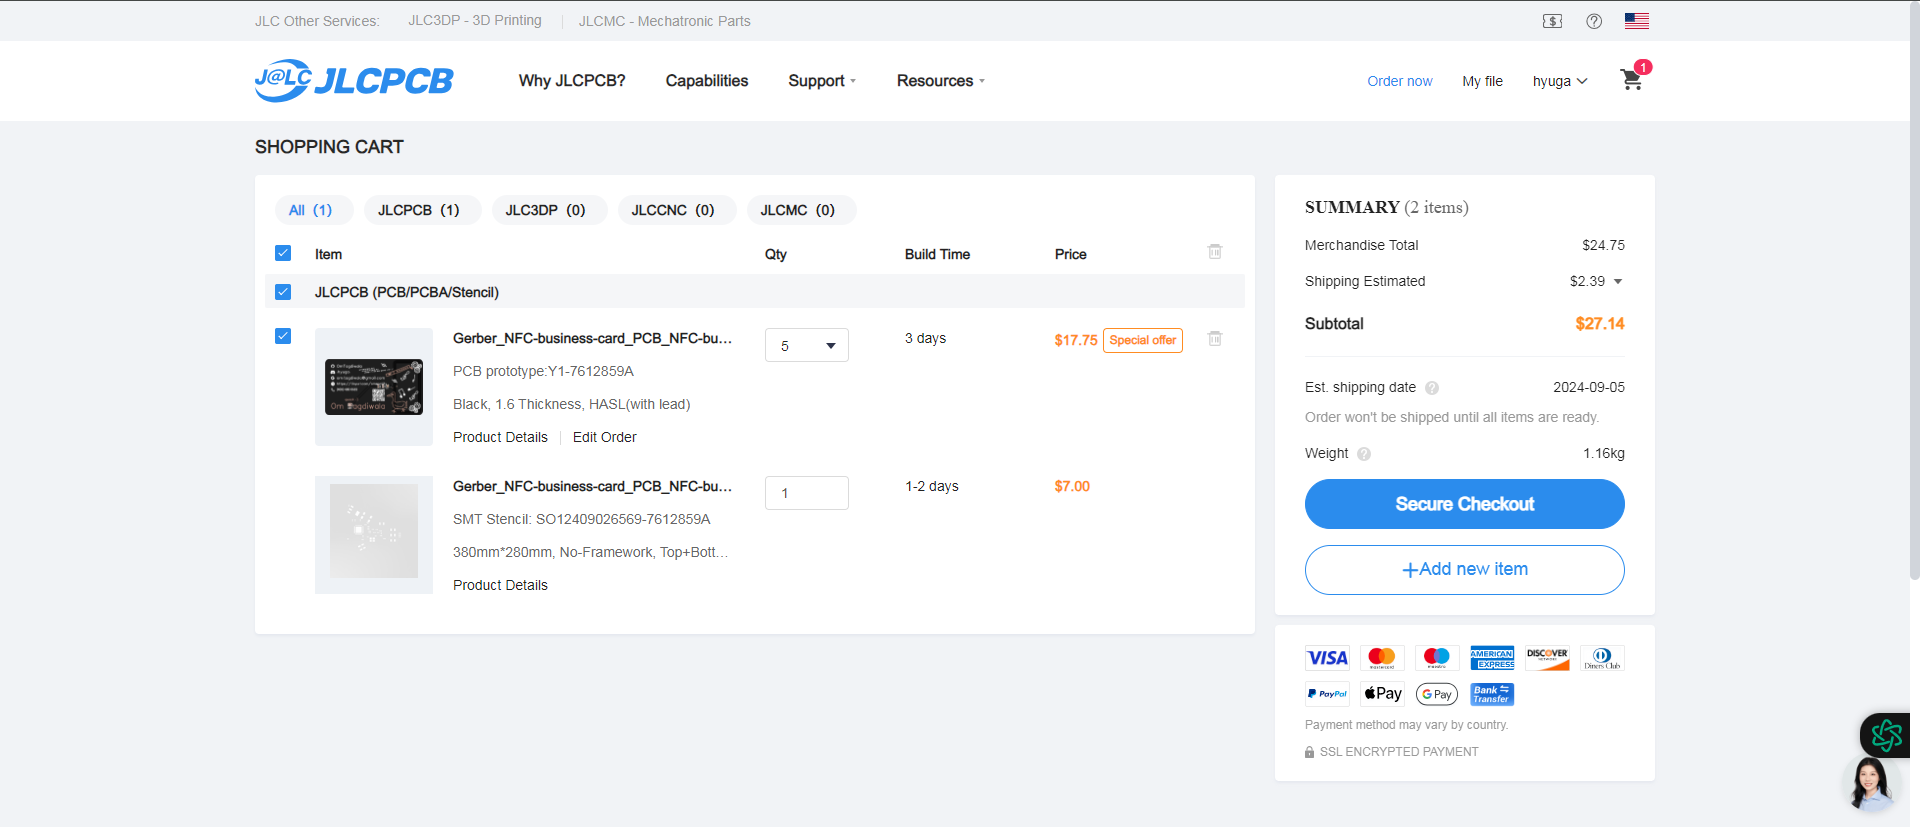 JLC Other Services:
JLC3DP - 3D Printing
JLCMC - Mechatronic Parts
J@LC JLCPCB
Why JLCPCB?
Capabilities
Support
Resources
Order now
My file
hyuga
1
SHOPPING CART
All (1)
JLCPCB (1)
JLC3DP (0)
JLCCNC (0)
JLCMC (0)
Item
Qty
Build Time
Price
JLCPCB (PCB/PCBA/Stencil)
Gerber_NFC-business-card_PCB_NFC-bu...
5
3 days
$17.75
Special offer
PCB prototype:Y1-7612859A
Black, 1.6 Thickness, HASL(with lead)
Product Details
Edit Order
Om Bagdiwala
Gerber_NFC-business-card_PCB_NFC-bu...
1
1-2 days
$7.00
SMT Stencil: SO12409026569-7612859A
380mm*280mm, No-Framework, Top+Bott...
Product Details
SUMMARY (2 items)
Merchandise Total
$24.75
Shipping Estimated
$2.39
Subtotal
$27.14
Est. shipping date ?
2024-09-05
Order won't be shipped until all items are ready.
Weight ?
1.16kg
Secure Checkout
+Add new item
VISA
mastercard
maestro
AMERICAN EXPRESS
DISCOVER NETWORK
Diners Club
PayPal
Pay
G Pay
Bank Transfer
Payment method may vary by country.
SSL ENCRYPTED PAYMENT